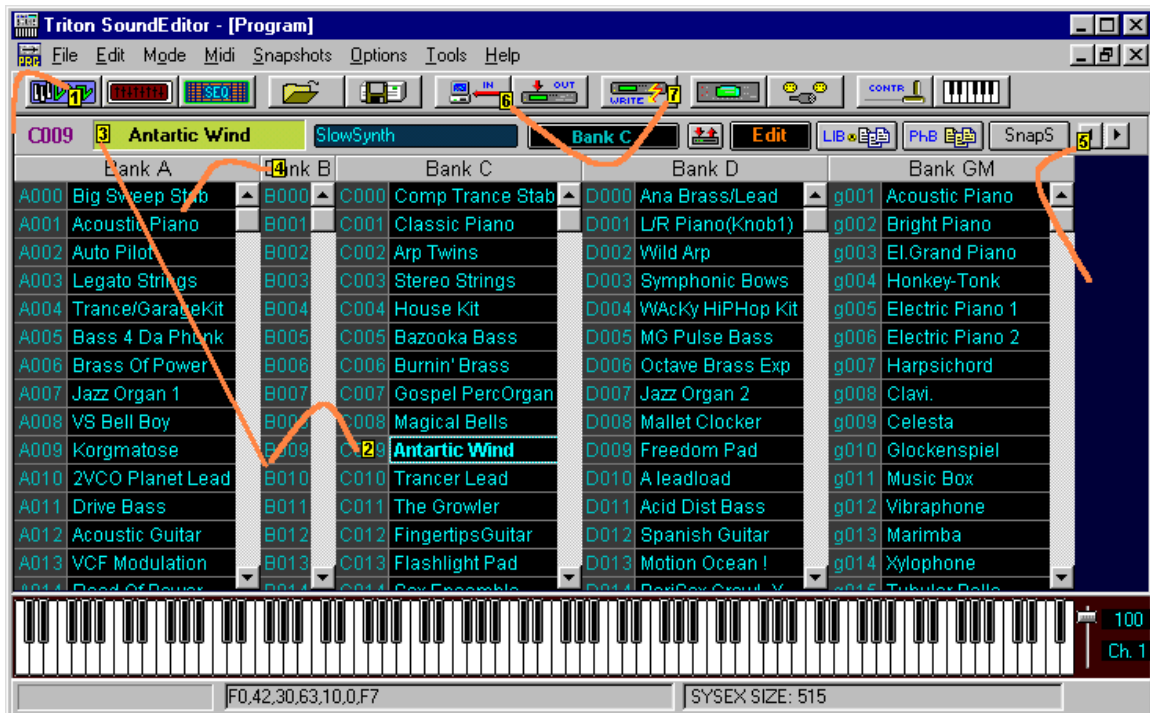 Triton SoundEditor - [Program]
File Edit Mode Midi Snapshots Options Tools Help
1 SEQ IN 6 OUT WRITE 7 CONTR
C009 3 Antartic Wind SlowSynth Bank C Edit LIB PhB SnapS 5
Bank A 4 nk B Bank C Bank D Bank GM
A000 Big Sweep Stab B000 C000 Comp Trance Stab D000 Ana Brass/Lead g001 Acoustic Piano
A001 Acoustic Piano B001 C001 Classic Piano D001 L/R Piano(Knob1) g002 Bright Piano
A002 Auto Pilot B002 C002 Arp Twins D002 Wild Arp g003 El.Grand Piano
A003 Legato Strings B003 C003 Stereo Strings D003 Symphonic Bows g004 Honkey-Tonk
A004 Trance/GarageKit B004 C004 House Kit D004 WAcKy HiPHop Kit g005 Electric Piano 1
A005 Bass 4 Da Phunk B005 C005 Bazooka Bass D005 MG Pulse Bass g006 Electric Piano 2
A006 Brass Of Power B006 C006 Burnin' Brass D006 Octave Brass Exp g007 Harpsichord
A007 Jazz Organ 1 B007 C007 Gospel PercOrgan D007 Jazz Organ 2 g008 Clavi.
A008 VS Bell Boy B008 C008 Magical Bells D008 Mallet Clocker g009 Celesta
A009 Korgmatose B009 C 2 9 Antartic Wind D009 Freedom Pad g010 Glockenspiel
A010 2VCO Planet Lead B010 C010 Trancer Lead D010 A leadload g011 Music Box
A011 Drive Bass B011 C011 The Growler D011 Acid Dist Bass g012 Vibraphone
A012 Acoustic Guitar B012 C012 FingertipsGuitar D012 Spanish Guitar g013 Marimba
A013 VCF Modulation B013 C013 Flashlight Pad D013 Motion Ocean ! g014 Xylophone
100
Ch. 1
F0,42,30,63,10,0,F7 SYSEX SIZE: 515